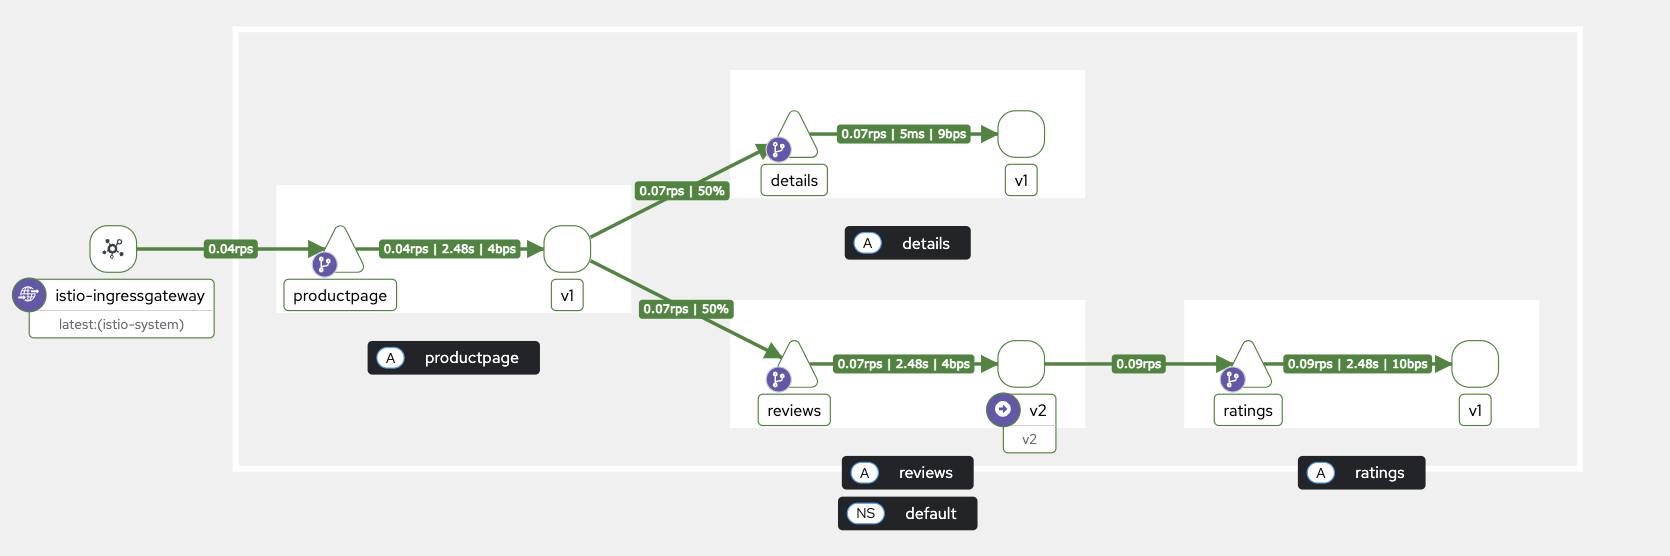 0.07rps | 5ms | 9bps
details
v1
0.07rps | 50%
A details
0.04rps
0.04rps | 2.48s | 4bps
istio-ingressgateway
latest:(istio-system)
productpage
v1
A productpage
0.07rps | 50%
0.07rps | 2.48s | 4bps
0.09rps
0.09rps | 2.48s | 10bps
reviews
v2
v2
ratings
v1
A reviews
A ratings
NS default